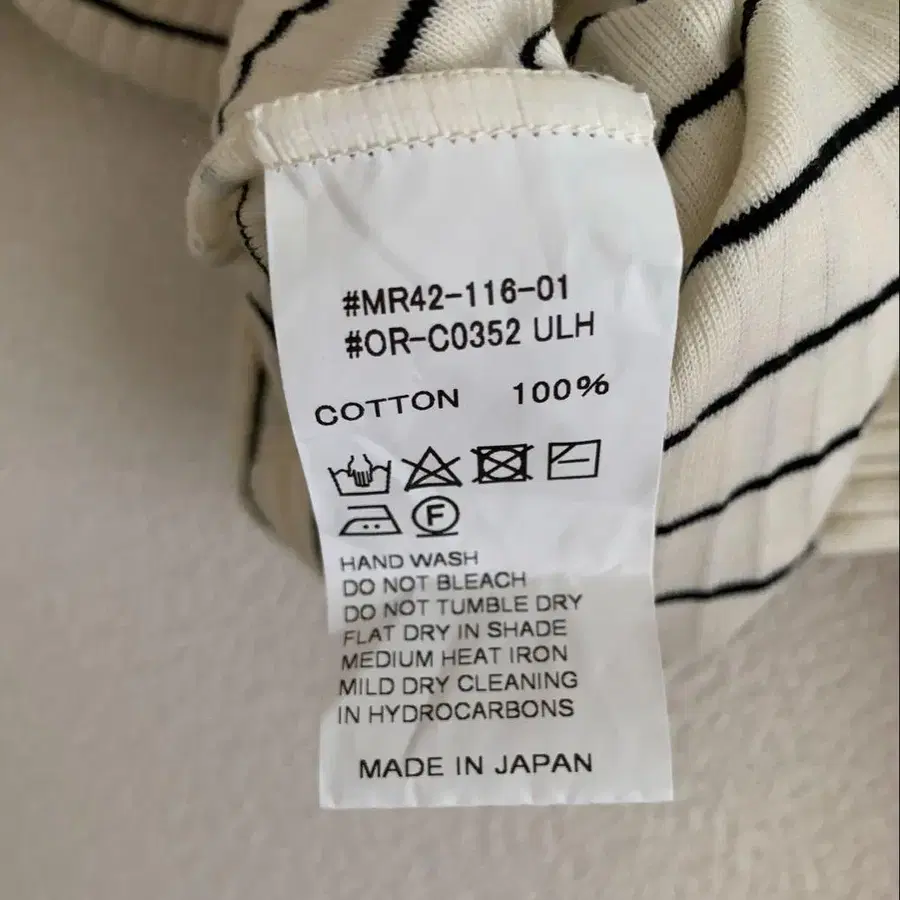 #MR42-116-01
#OR-C0352 ULH
COTTON 100%
F
HAND WASH
DO NOT BLEACH
DO NOT TUMBLE DRY
FLAT DRY IN SHADE
MEDIUM HEAT IRON
MILD DRY CLEANING
IN HYDROCARBONS
MADE IN JAPAN